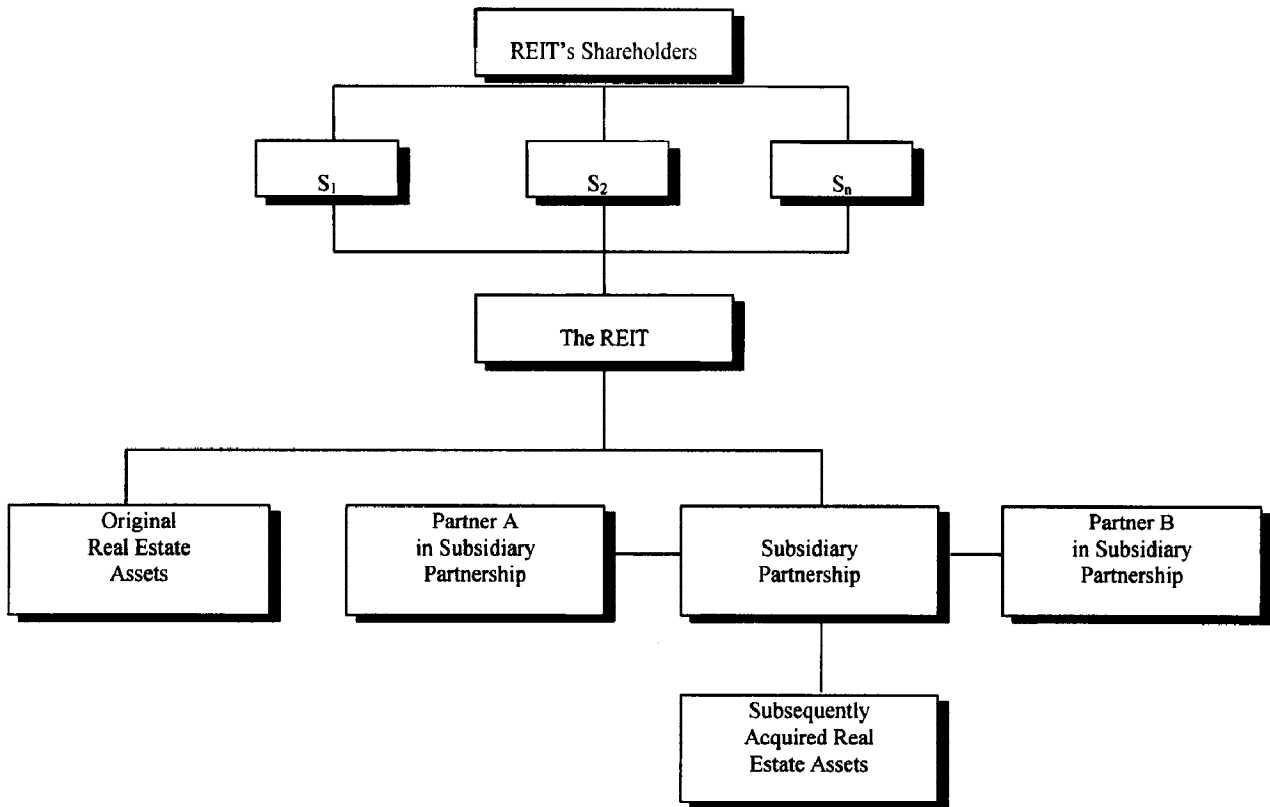 REIT's Shareholders
S₁
S₂
Sₙ
The REIT
Original
Real Estate
Assets
Partner A
in Subsidiary
Partnership
Subsidiary
Partnership
Partner B
in Subsidiary
Partnership
Subsequently
Acquired Real
Estate Assets